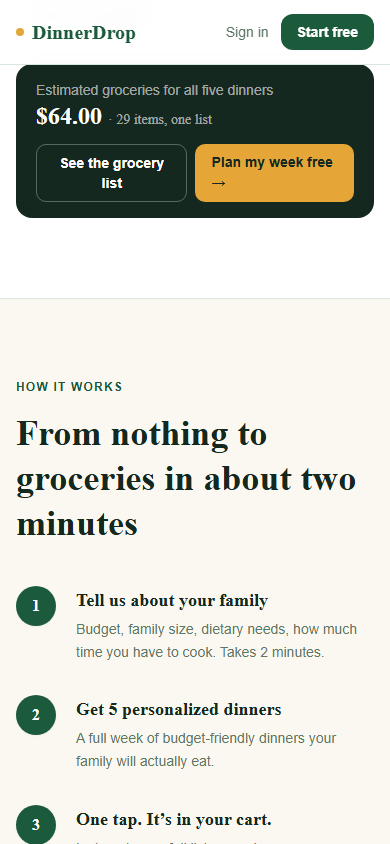 DinnerDrop
Sign in
Start free
Estimated groceries for all five dinners
$64.00 · 29 items, one list
See the grocery
list
Plan my week free
→
HOW IT WORKS
From nothing to
groceries in about two
minutes
1
Tell us about your family
Budget, family size, dietary needs, how much
time you have to cook. Takes 2 minutes.
2
Get 5 personalized dinners
A full week of budget-friendly dinners your
family will actually eat.
3
One tap. It’s in your cart.